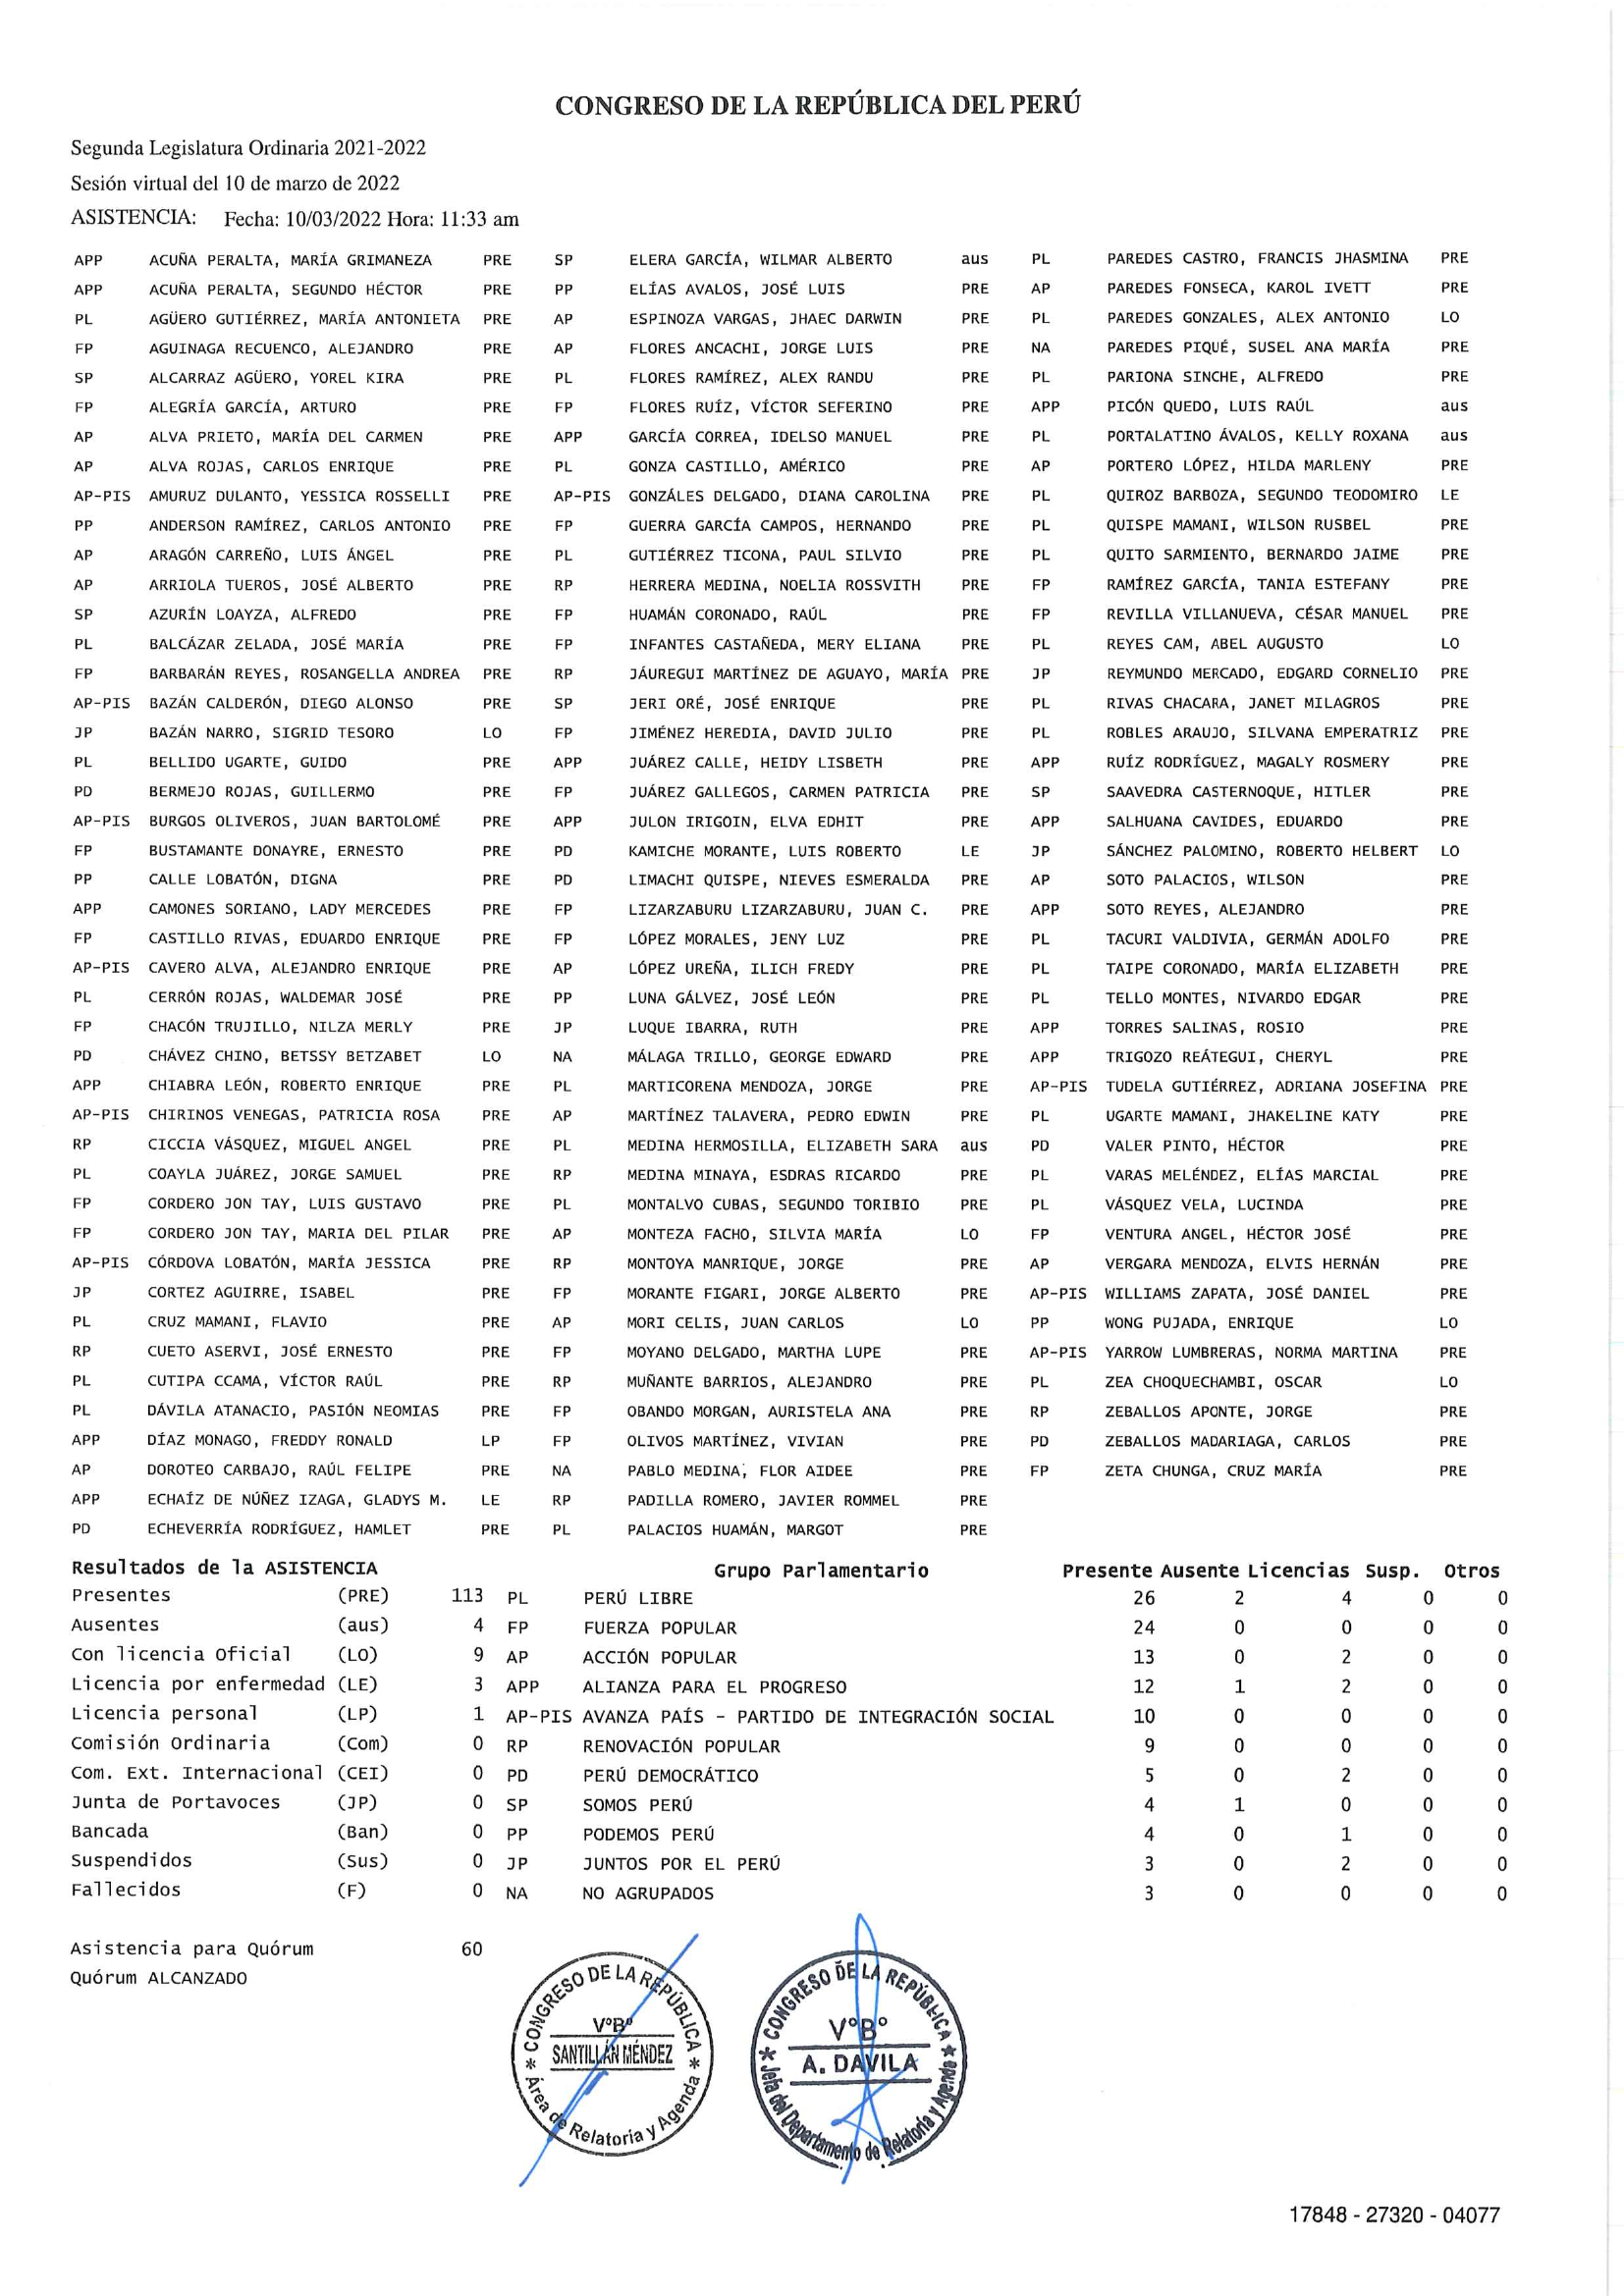 CONGRESO DE LA REPÚBLICA DEL PERÚ
Segunda Legislatura Ordinaria 2021-2022
Sesión virtual del 10 de marzo de 2022
ASISTENCIA: Fecha: 10/03/2022 Hora: 11:33 am
APP ACUÑA PERALTA, MARÍA GRIMANEZA PRE SP ELERA GARCÍA, WILMAR ALBERTO aus PL PAREDES CASTRO, FRANCIS JHASMINA PRE
APP ACUÑA PERALTA, SEGUNDO HÉCTOR PRE PP ELÍAS AVALOS, JOSÉ LUIS PRE AP PAREDES FONSECA, KAROL IVETT PRE
PL AGÜERO GUTIÉRREZ, MARÍA ANTONIETA PRE AP ESPINOZA VARGAS, JHAEC DARWIN PRE PL PAREDES GONZALES, ALEX ANTONIO LO
FP AGUINAGA RECUENCO, ALEJANDRO PRE AP FLORES ANCACHI, JORGE LUIS PRE NA PAREDES PIQUÉ, SUSEL ANA MARÍA PRE
SP ALCARRAZ AGÜERO, YOREL KIRA PRE PL FLORES RAMÍREZ, ALEX RANDU PRE PL PARIONA SINCHE, ALFREDO PRE
FP ALEGRÍA GARCÍA, ARTURO PRE FP FLORES RUÍZ, VÍCTOR SEFERINO PRE APP PICÓN QUEDO, LUIS RAÚL aus
AP ALVA PRIETO, MARÍA DEL CARMEN PRE APP GARCÍA CORREA, IDELSO MANUEL PRE PL PORTALATINO ÁVALOS, KELLY ROXANA aus
AP ALVA ROJAS, CARLOS ENRIQUE PRE PL GONZA CASTILLO, AMÉRICO PRE AP PORTERO LÓPEZ, HILDA MARLENY PRE
AP-PIS AMURUZ DULANTO, YESSICA ROSSELLI PRE AP-PIS GONZÁLES DELGADO, DIANA CAROLINA PRE PL QUIROZ BARBOZA, SEGUNDO TEODOMIRO LE
PP ANDERSON RAMÍREZ, CARLOS ANTONIO PRE FP GUERRA GARCÍA CAMPOS, HERNANDO PRE PL QUISPE MAMANI, WILSON RUSBEL PRE
AP ARAGÓN CARREÑO, LUIS ÁNGEL PRE PL GUTIÉRREZ TICONA, PAUL SILVIO PRE PL QUITO SARMIENTO, BERNARDO JAIME PRE
AP ARRIOLA TUEROS, JOSÉ ALBERTO PRE RP HERRERA MEDINA, NOELIA ROSSVITH PRE FP RAMÍREZ GARCÍA, TANIA ESTEFANY PRE
SP AZURÍN LOAYZA, ALFREDO PRE FP HUAMÁN CORONADO, RAÚL PRE FP REVILLA VILLANUEVA, CÉSAR MANUEL PRE
PL BALCÁZAR ZELADA, JOSÉ MARÍA PRE FP INFANTES CASTAÑEDA, MERY ELIANA PRE PL REYES CAM, ABEL AUGUSTO LO
FP BARBARÁN REYES, ROSANGELLA ANDREA PRE RP JÁUREGUI MARTÍNEZ DE AGUAYO, MARÍA PRE JP REYMUNDO MERCADO, EDGARD CORNELIO PRE
AP-PIS BAZÁN CALDERÓN, DIEGO ALONSO PRE SP JERI ORÉ, JOSÉ ENRIQUE PRE PL RIVAS CHACARA, JANET MILAGROS PRE
JP BAZÁN NARRO, SIGRID TESORO LO FP JIMÉNEZ HEREDIA, DAVID JULIO PRE PL ROBLES ARAUJO, SILVANA EMPERATRIZ PRE
PL BELLIDO UGARTE, GUIDO PRE APP JUÁREZ CALLE, HEIDY LISBETH PRE APP RUÍZ RODRÍGUEZ, MAGALY ROSMERY PRE
PD BERMEJO ROJAS, GUILLERMO PRE FP JUÁREZ GALLEGOS, CARMEN PATRICIA PRE SP SAAVEDRA CASTERNOQUE, HITLER PRE
AP-PIS BURGOS OLIVEROS, JUAN BARTOLOMÉ PRE APP JULON IRIGOIN, ELVA EDHIT PRE APP SALHUANA CAVIDES, EDUARDO PRE
FP BUSTAMANTE DONAYRE, ERNESTO PRE PD KAMICHE MORANTE, LUIS ROBERTO LE JP SÁNCHEZ PALOMINO, ROBERTO HELBERT LO
PP CALLE LOBATÓN, DIGNA PRE PD LIMACHI QUISPE, NIEVES ESMERALDA PRE AP SOTO PALACIOS, WILSON PRE
APP CAMONES SORIANO, LADY MERCEDES PRE FP LIZARZABURU LIZARZABURU, JUAN C. PRE APP SOTO REYES, ALEJANDRO PRE
FP CASTILLO RIVAS, EDUARDO ENRIQUE PRE FP LÓPEZ MORALES, JENY LUZ PRE PL TACURI VALDIVIA, GERMÁN ADOLFO PRE
AP-PIS CAVERO ALVA, ALEJANDRO ENRIQUE PRE AP LÓPEZ UREÑA, ILICH FREDY PRE PL TAIPE CORONADO, MARÍA ELIZABETH PRE
PL CERRÓN ROJAS, WALDEMAR JOSÉ PRE PP LUNA GÁLVEZ, JOSÉ LEÓN PRE PL TELLO MONTES, NIVARDO EDGAR PRE
FP CHACÓN TRUJILLO, NILZA MERLY PRE JP LUQUE IBARRA, RUTH PRE APP TORRES SALINAS, ROSIO PRE
PD CHÁVEZ CHINO, BETSSY BETZABET LO NA MÁLAGA TRILLO, GEORGE EDWARD PRE APP TRIGOZO REÁTEGUI, CHERYL PRE
APP CHIABRA LEÓN, ROBERTO ENRIQUE PRE PL MARTICORENA MENDOZA, JORGE PRE AP-PIS TUDELA GUTIÉRREZ, ADRIANA JOSEFINA PRE
AP-PIS CHIRINOS VENEGAS, PATRICIA ROSA PRE AP MARTÍNEZ TALAVERA, PEDRO EDWIN PRE PL UGARTE MAMANI, JHAKELINE KATY PRE
RP CICCIA VÁSQUEZ, MIGUEL ANGEL PRE PL MEDINA HERMOSILLA, ELIZABETH SARA aus PD VALER PINTO, HÉCTOR PRE
PL COAYLA JUÁREZ, JORGE SAMUEL PRE RP MEDINA MINAYA, ESDRAS RICARDO PRE PL VARAS MELÉNDEZ, ELÍAS MARCIAL PRE
FP CORDERO JON TAY, LUIS GUSTAVO PRE PL MONTALVO CUBAS, SEGUNDO TORIBIO PRE PL VÁSQUEZ VELA, LUCINDA PRE
FP CORDERO JON TAY, MARIA DEL PILAR PRE AP MONTEZA FACHO, SILVIA MARÍA LO FP VENTURA ANGEL, HÉCTOR JOSÉ PRE
AP-PIS CÓRDOVA LOBATÓN, MARÍA JESSICA PRE RP MONTOYA MANRIQUE, JORGE PRE AP VERGARA MENDOZA, ELVIS HERNÁN PRE
JP CORTEZ AGUIRRE, ISABEL PRE FP MORANTE FIGARI, JORGE ALBERTO PRE AP-PIS WILLIAMS ZAPATA, JOSÉ DANIEL PRE
PL CRUZ MAMANI, FLAVIO PRE AP MORI CELIS, JUAN CARLOS LO PP WONG PUJADA, ENRIQUE LO
RP CUETO ASERVI, JOSÉ ERNESTO PRE FP MOYANO DELGADO, MARTHA LUPE PRE AP-PIS YARROW LUMBRERAS, NORMA MARTINA PRE
PL CUTIPA CCAMA, VÍCTOR RAÚL PRE RP MUÑANTE BARRIOS, ALEJANDRO PRE PL ZEA CHOQUECHAMBI, OSCAR LO
PL DÁVILA ATANACIO, PASIÓN NEOMIAS PRE FP OBANDO MORGAN, AURISTELA ANA PRE RP ZEBALLOS APONTE, JORGE PRE
APP DÍAZ MONAGO, FREDDY RONALD LP FP OLIVOS MARTÍNEZ, VIVIAN PRE PD ZEBALLOS MADARIAGA, CARLOS PRE
AP DOROTEO CARBAJO, RAÚL FELIPE PRE NA PABLO MEDINA, FLOR AIDEE PRE FP ZETA CHUNGA, CRUZ MARÍA PRE
APP ECHAÍZ DE NÚÑEZ IZAGA, GLADYS M. LE RP PADILLA ROMERO, JAVIER ROMMEL PRE
PD ECHEVERRÍA RODRÍGUEZ, HAMLET PRE PL PALACIOS HUAMÁN, MARGOT PRE
Resultados de la ASISTENCIA Grupo Parlamentario Presente Ausente Licencias Susp. Otros
Presentes (PRE) 113 PL PERÚ LIBRE 26 2 4 0 0
Ausentes (aus) 4 FP FUERZA POPULAR 24 0 0 0 0
Con licencia Oficial (LO) 9 AP ACCIÓN POPULAR 13 0 2 0 0
Licencia por enfermedad (LE) 3 APP ALIANZA PARA EL PROGRESO 12 1 2 0 0
Licencia personal (LP) 1 AP-PIS AVANZA PAÍS - PARTIDO DE INTEGRACIÓN SOCIAL 10 0 0 0 0
Comisión Ordinaria (Com) 0 RP RENOVACIÓN POPULAR 9 0 0 0 0
Com. Ext. Internacional (CEI) 0 PD PERÚ DEMOCRÁTICO 5 0 2 0 0
Junta de Portavoces (JP) 0 SP SOMOS PERÚ 4 1 0 0 0
Bancada (Ban) 0 PP PODEMOS PERÚ 4 0 1 0 0
Suspendidos (Sus) 0 JP JUNTOS POR EL PERÚ 3 0 2 0 0
Fallecidos (F) 0 NA NO AGRUPADOS 3 0 0 0 0
Asistencia para Quórum 60
Quórum ALCANZADO
* CONGRESO DE LA REPÚBLICA *
V°B°
SANTILLÁN MÉNDEZ
Área de Relatoría y Agenda
* CONGRESO DE LA REPÚBLICA *
V°B°
A. DAVILA
Jefa del Departamento de Relatoría y Agenda
17848 - 27320 - 04077